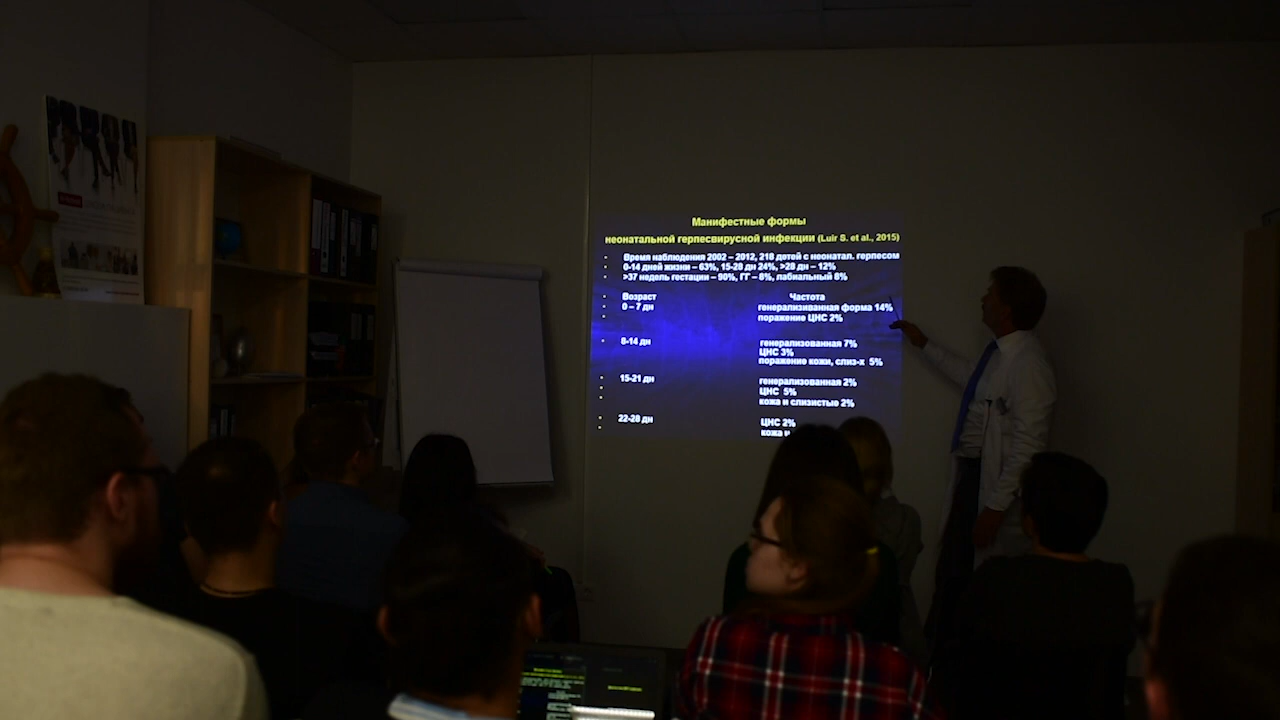 Манифестные формы
неонатальной герпесвирусной инфекции (Luir S. et al., 2015)
Время наблюдения 2002 – 2012, 218 детей с неонатал. герпесом
0-14 дней жизни – 63%, 15-28 дн 24%, >28 дн – 12%
>37 недель гестации – 90%, ГГ – 8%, лабиальный 8%
Возраст Частота
0 – 7 дн генерализиванная форма 14%
поражение ЦНС 2%
8-14 дн генерализованная 7%
ЦНС 3%
поражение кожи, слиз-х 5%
15-21 дн генерализованная 2%
ЦНС 5%
кожа и слизистые 2%
22-28 дн ЦНС 2%
кожа и